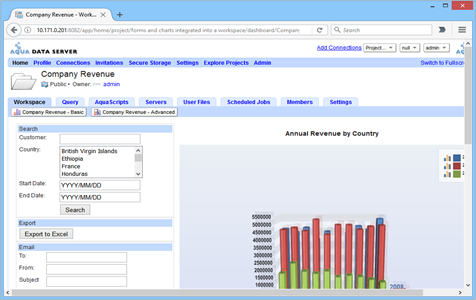 Company Revenue - Work...
10.171.0.201:8082/app/home/project/forms and charts integrated into a workspace/dashboard/Compan
Search
AQUA DATA SERVER
Add Connections
Project...
null
admin
Home Profile Connections Invitations Secure Storage Settings Explore Projects Admin
Switch to Fullscr
Company Revenue
Public Owner: admin
Workspace Query AquaScripts Servers User Files Scheduled Jobs Members Settings
Company Revenue - Basic
Company Revenue - Advanced
Search
Customer:
Country:
British Virgin Islands
Ethiopia
France
Honduras
Start Date: YYYY/MM/DD
End Date: YYYY/MM/DD
Search
Export
Export to Excel
Email
To:
From:
Subject
Annual Revenue by Country
5500000
5000000
4500000
4000000
3500000
3000000
2500000
2000000
1500000
1000000
500000
0
2008,